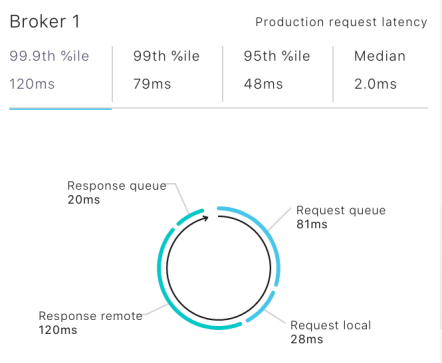 Broker 1
Production request latency
99.9th %ile
99th %ile
95th %ile
Median
120ms
79ms
48ms
2.0ms
Response queue
20ms
Request queue
81ms
Response remote
120ms
Request local
28ms